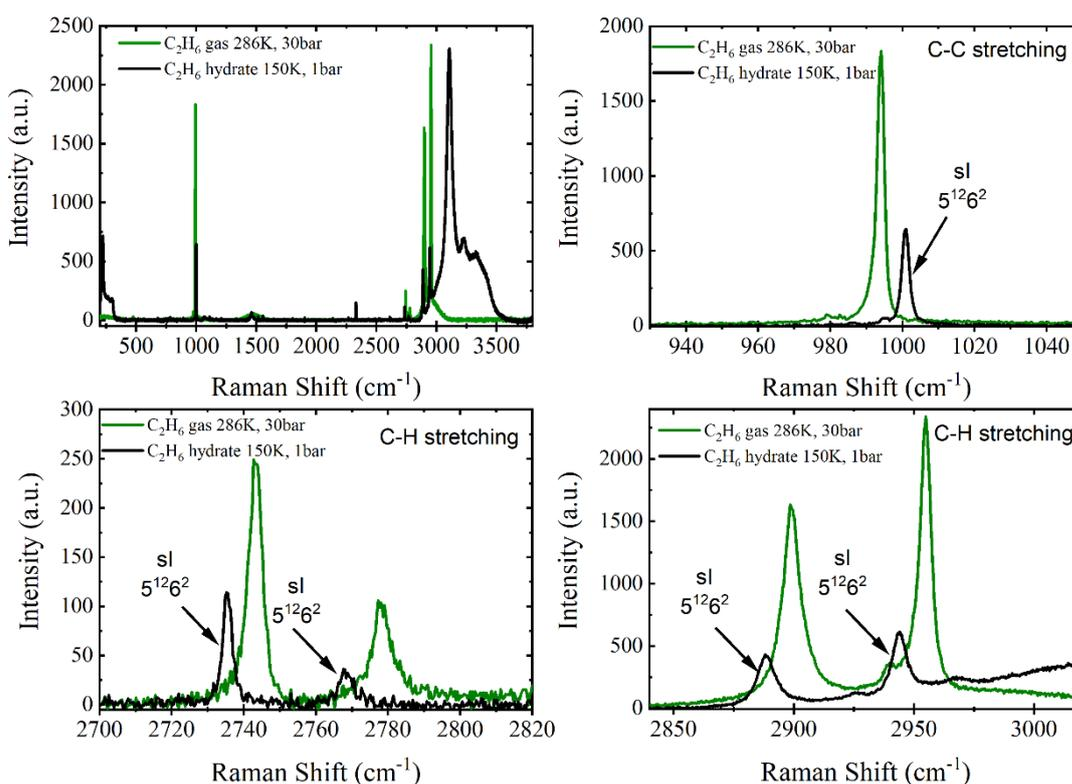 C₂H₆ gas 286K, 30bar
C₂H₆ hydrate 150K, 1bar
2500
2000
1500
1000
500
0
Intensity (a.u.)
500 1000 1500 2000 2500 3000 3500
Raman Shift (cm⁻¹)
C₂H₆ gas 286K, 30bar
C₂H₆ hydrate 150K, 1bar
C-C stretching
sI
5¹²6²
2000
1500
1000
500
0
Intensity (a.u.)
940 960 980 1000 1020 1040
Raman Shift (cm⁻¹)
C₂H₆ gas 286K, 30bar
C₂H₆ hydrate 150K, 1bar
C-H stretching
sI
5¹²6²
sI
5¹²6²
300
250
200
150
100
50
0
Intensity (a.u.)
2700 2720 2740 2760 2780 2800 2820
Raman Shift (cm⁻¹)
C₂H₆ gas 286K, 30bar
C₂H₆ hydrate 150K, 1bar
C-H stretching
sI
5¹²6²
sI
5¹²6²
2000
1500
1000
500
0
Intensity (a.u.)
2850 2900 2950 3000
Raman Shift (cm⁻¹)